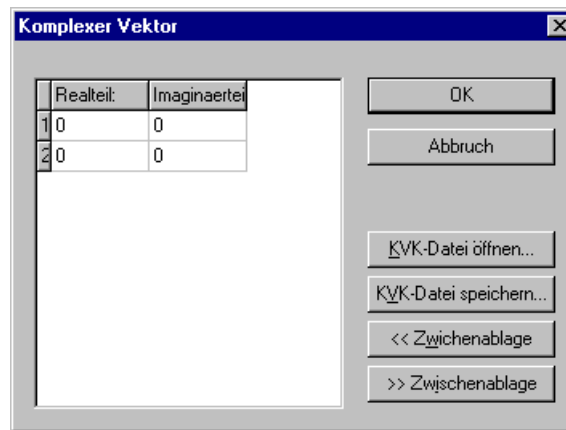 Komplexer Vektor
Realteil: Imaginaertei
1 0 0
2 0 0
OK
Abbruch
KVK-Datei öffnen...
KVK-Datei speichern...
<< Zwichenablage
>> Zwischenablage